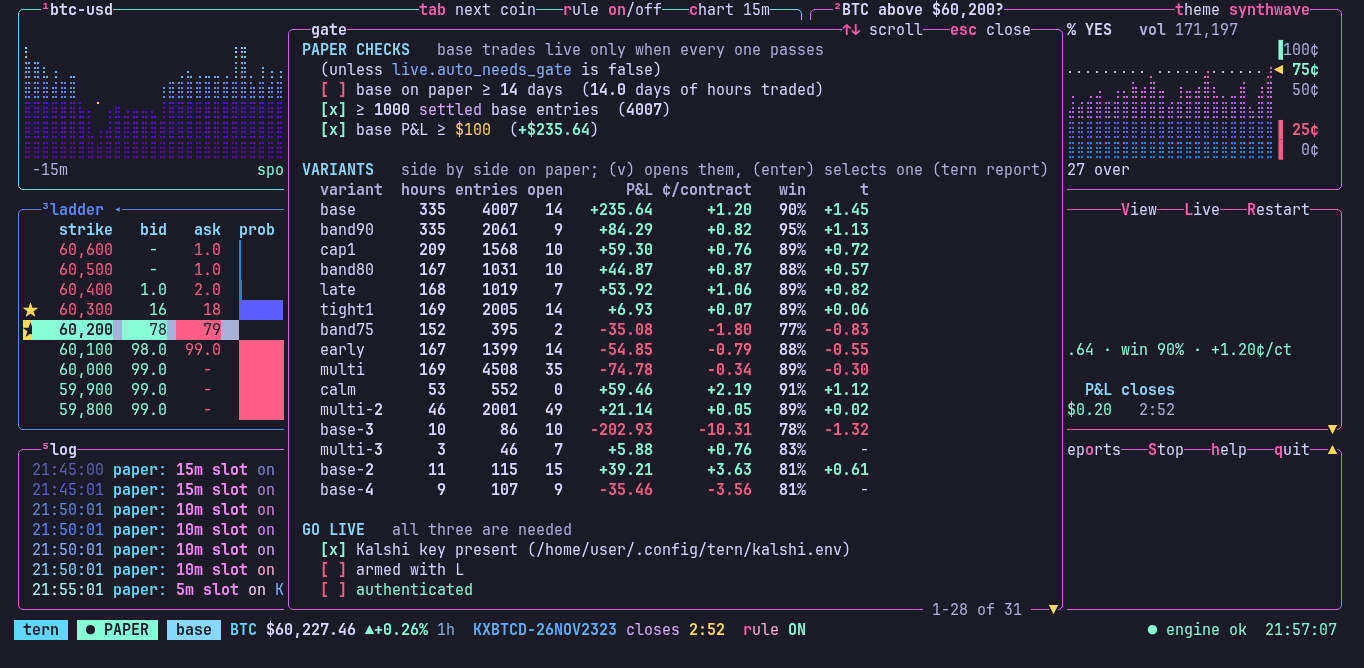 ¹btc-usd tab next coin rule on/off chart 15m ²BTC above $60,200? theme synthwave
gate ↑↓ scroll esc close % YES vol 171,197
PAPER CHECKS base trades live only when every one passes 100¢
(unless live.auto_needs_gate is false) ◀ 75¢
[ ] base on paper ≥ 14 days (14.0 days of hours traded) 50¢
[x] ≥ 1000 settled base entries (4007)
[x] base P&L ≥ $100 (+$235.64) 25¢
0¢
-15m spo VARIANTS side by side on paper; (v) opens them, (enter) selects one (tern report) 27 over
variant hours entries open P&L ¢/contract win t
³ladder ◂ base 335 4007 14 +235.64 +1.20 90% +1.45 View Live Restart
strike bid ask prob band90 335 2061 9 +84.29 +0.82 95% +1.13
60,600 - 1.0 cap1 209 1568 10 +59.30 +0.76 89% +0.72
60,500 - 1.0 band80 167 1031 10 +44.87 +0.87 88% +0.57
60,400 1.0 2.0 late 168 1019 7 +53.92 +1.06 89% +0.82
★ 60,300 16 18 tight1 169 2005 14 +6.93 +0.07 89% +0.06
★ 60,200 78 79 band75 152 395 2 -35.08 -1.80 77% -0.83
60,100 98.0 99.0 early 167 1399 14 -54.85 -0.79 88% -0.55 .64 · win 90% · +1.20¢/ct
60,000 99.0 - multi 169 4508 35 -74.78 -0.34 89% -0.30
59,900 99.0 - calm 53 552 0 +59.46 +2.19 91% +1.12 P&L closes
59,800 99.0 - multi-2 46 2001 49 +21.14 +0.05 89% +0.02 $0.20 2:52
base-3 10 86 10 -202.93 -10.31 78% -1.32 ▼
⁵log multi-3 3 46 7 +5.88 +0.76 83% - eports Stop help quit ▲
21:45:00 paper: 15m slot on base-2 11 115 15 +39.21 +3.63 81% +0.61
21:45:01 paper: 15m slot on base-4 9 107 9 -35.46 -3.56 81% -
21:50:01 paper: 10m slot on
21:50:01 paper: 10m slot on GO LIVE all three are needed
21:50:01 paper: 10m slot on [x] Kalshi key present (/home/user/.config/tern/kalshi.env)
21:50:01 paper: 10m slot on [ ] armed with L
21:55:01 paper: 5m slot on K [ ] authenticated
1-28 of 31 ▼
tern ● PAPER base BTC $60,227.46 ▲+0.26% 1h KXBTCD-26NOV2323 closes 2:52 rule ON ● engine ok 21:57:07